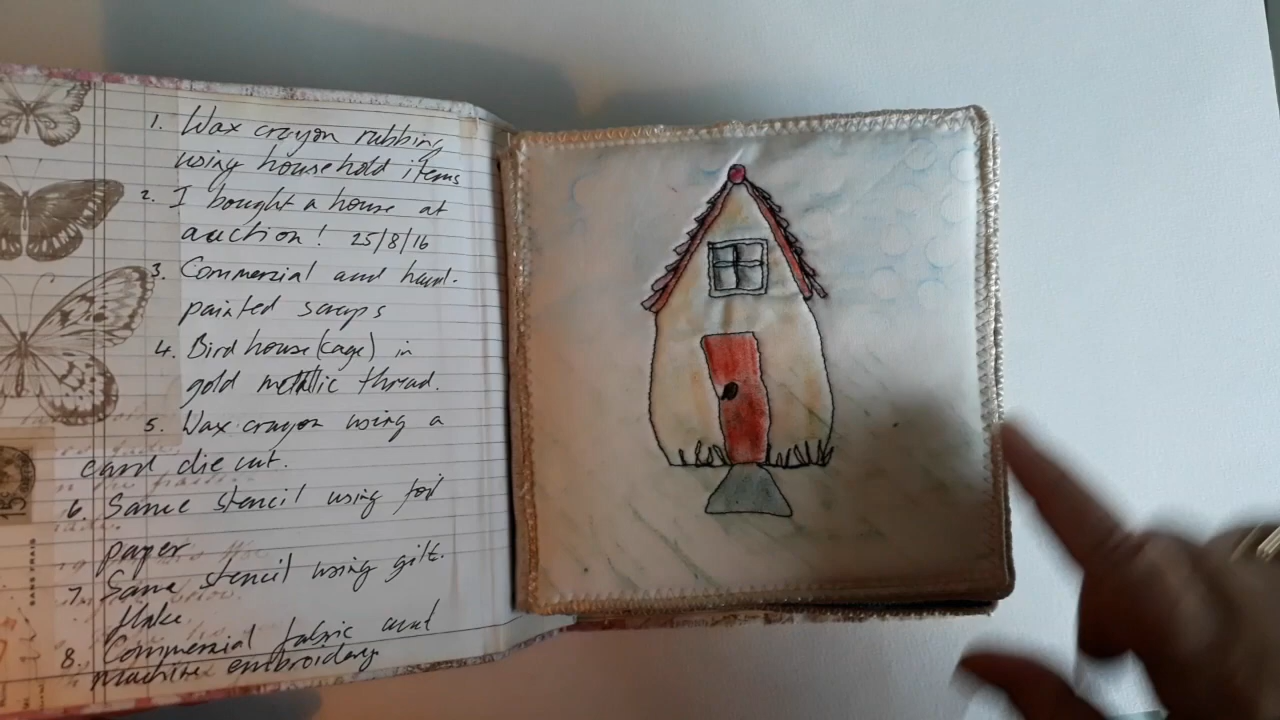 1. Wax crayon rubbing
using household items
2. I bought a house at
auction! 25/8/16
3. Commercial and hand-
painted scraps
4. Bird house (cage) in
gold metallic thread.
5. Wax crayon using a
card die cut.
6. Same stencil using foil
paper
7. Same stencil using gilt.
flake
8. Commercial fabric and
machine embroidery
SANS FRAIS